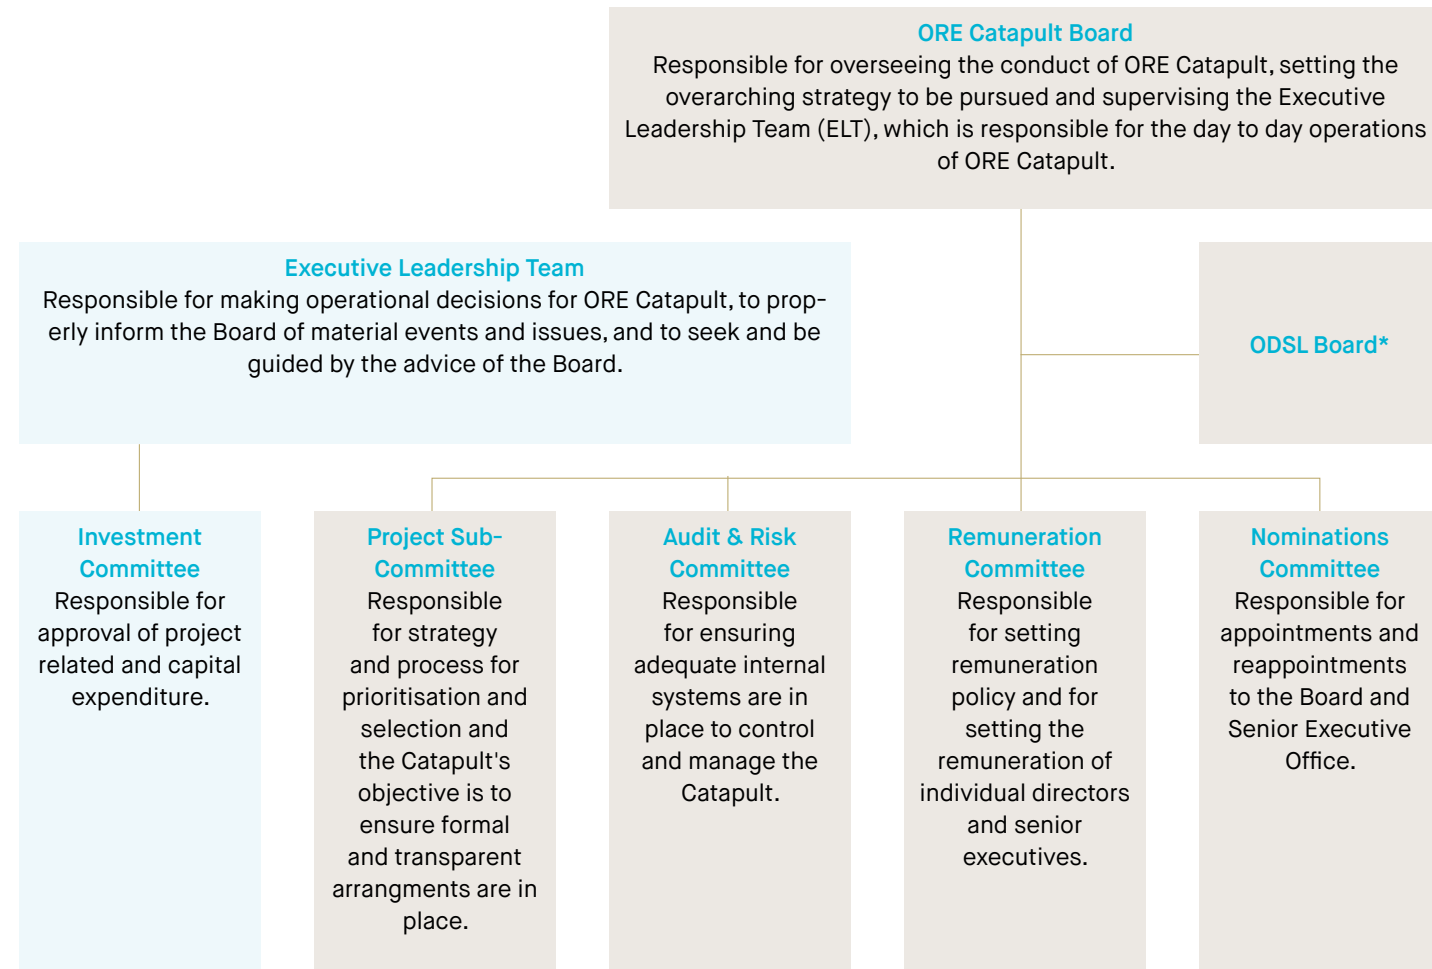 ORE Catapult Board
Responsible for overseeing the conduct of ORE Catapult, setting the
overarching strategy to be pursued and supervising the Executive
Leadership Team (ELT), which is responsible for the day to day operations
of ORE Catapult.
Executive Leadership Team
Responsible for making operational decisions for ORE Catapult, to prop-
erly inform the Board of material events and issues, and to seek and be
guided by the advice of the Board.
ODSL Board*
Investment
Committee
Responsible for
approval of project
related and capital
expenditure.
Project Sub-
Committee
Responsible
for strategy
and process for
prioritisation and
selection and
the Catapult's
objective is to
ensure formal
and transparent
arrangments are in
place.
Audit & Risk
Committee
Responsible
for ensuring
adequate internal
systems are in
place to control
and manage the
Catapult.
Remuneration
Committee
Responsible
for setting
remuneration
policy and for
setting the
remuneration of
individual directors
and senior
executives.
Nominations
Committee
Responsible for
appointments and
reappointments
to the Board and
Senior Executive
Office.